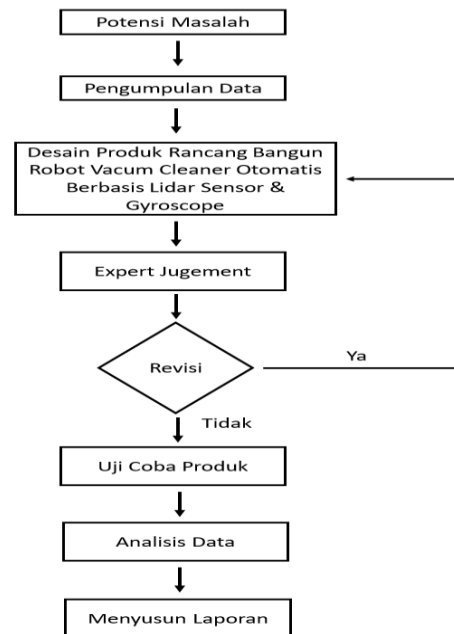 Potensi Masalah
Pengumpulan Data
Desain Produk Rancang Bangun
Robot Vacum Cleaner Otomatis
Berbasis Lidar Sensor &
Gyroscope
Expert Jugement
Revisi
Ya
Tidak
Uji Coba Produk
Analisis Data
Menyusun Laporan